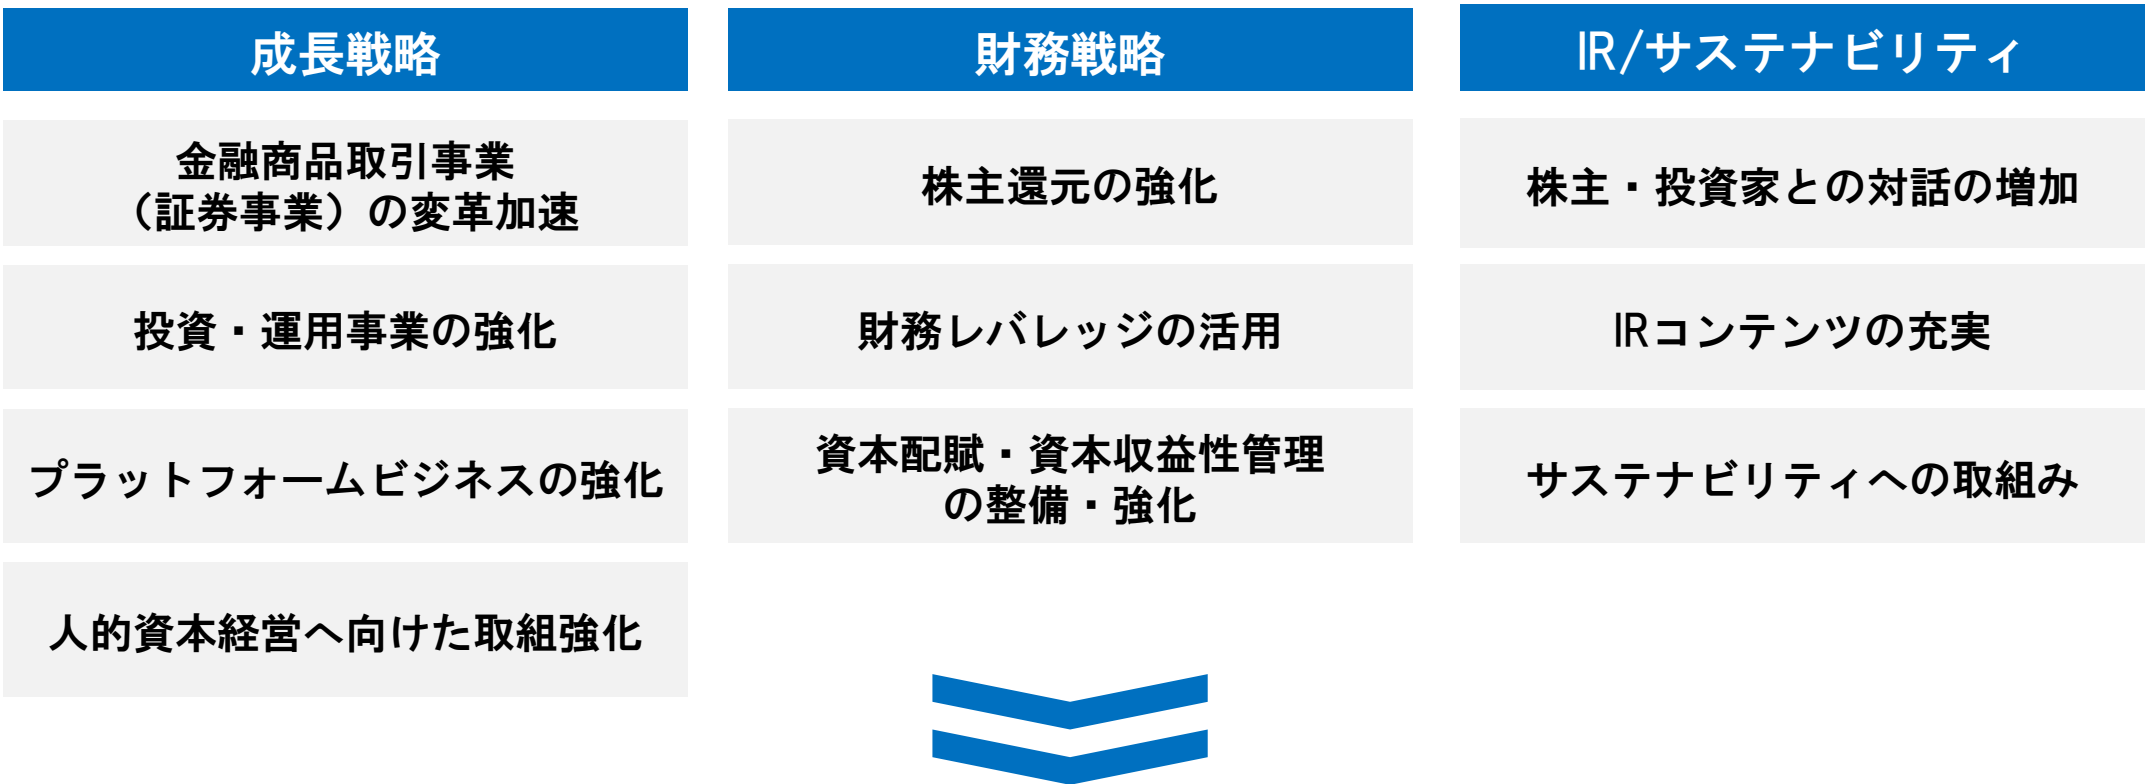 成長戦略
金融商品取引事業
（証券事業）の変革加速
投資・運用事業の強化
プラットフォームビジネスの強化
人的資本経営へ向けた取組強化
財務戦略
株主還元の強化
財務レバレッジの活用
資本配賦・資本収益性管理
の整備・強化
IR/サステナビリティ
株主・投資家との対話の増加
IRコンテンツの充実
サステナビリティへの取組み